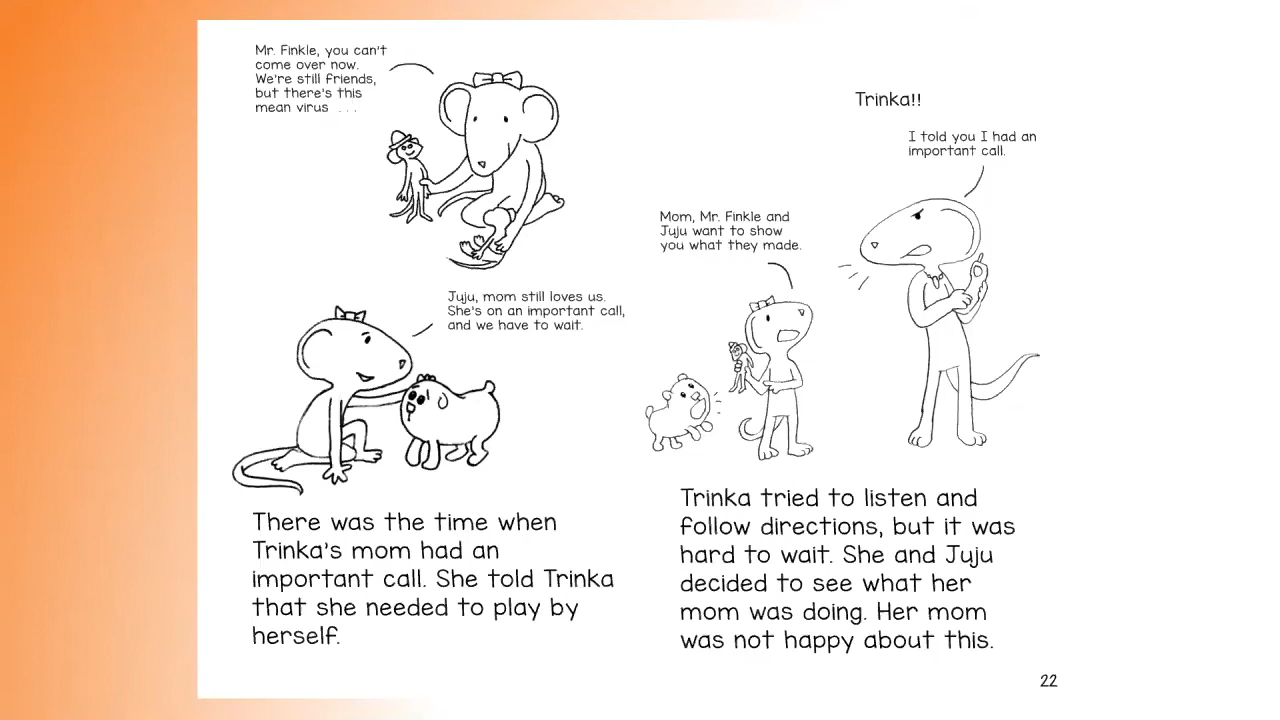 Mr. Finkle, you can't
come over now.
We're still friends,
but there's this
mean virus . . .
Juju, mom still loves us.
She's on an important call,
and we have to wait.
There was the time when
Trinka's mom had an
important call. She told Trinka
that she needed to play by
herself.
Trinka!!
I told you I had an
important call.
Mom, Mr. Finkle and
Juju want to show
you what they made.
Trinka tried to listen and
follow directions, but it was
hard to wait. She and Juju
decided to see what her
mom was doing. Her mom
was not happy about this.
22